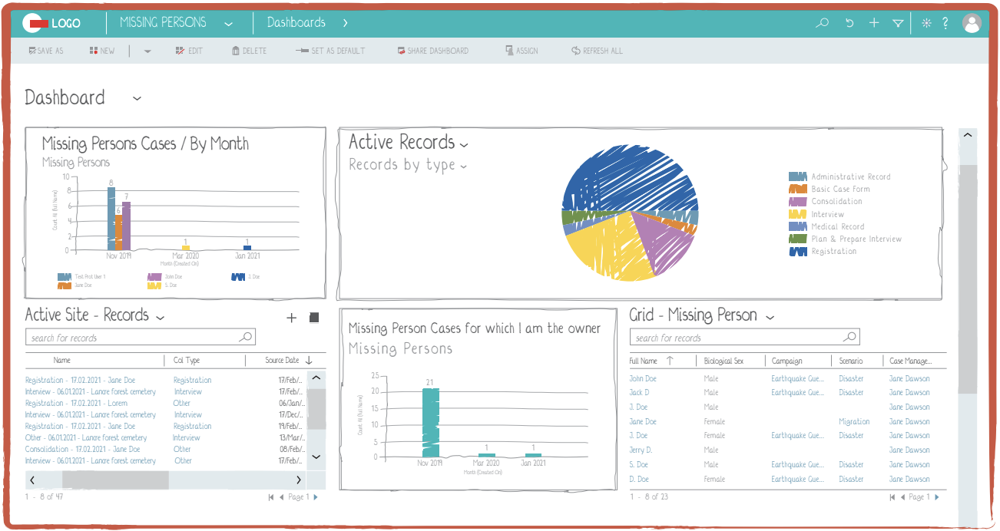 LOGO MISSING PERSONS Dashboards ?
SAVE AS NEW EDIT DELETE SET AS DEFAULT SHARE DASHBOARD ASSIGN REFRESH ALL
Dashboard
Missing Persons Cases / By Month
Missing Persons
Count: All (Full Name)
10
8
6
4
2
0
8
6
7
1
1
Nov 2019 Mar 2020 Jan 2021
Month (Created On)
Test Prot User 1 John Doe J. Doe
Jane Doe S. Doe
Active Records
Records by type
Administrative Record
Basic Case Form
Consolidation
Interview
Medical Record
Plan & Prepare Interview
Registration
Active Site - Records
search for records
Name Col Type Source Date
Registration - 17.02.2021 - Jane Doe Registration 17/Feb/..
Interview - 06.01.2021 - Lancre forest cemetery Interview 17/Feb/..
Registration - 17.02.2021 - Lorem Other 06/Jan/..
Interview - 06.01.2021 - Lancre forest cemetery Interview 17/Dec/..
Registration - 17.02.2021 - Jane Doe Registration 19/Feb/..
Other - 06.01.2021 - Lancre forest cemetery Interview 13/Mar/..
Consolidation - 17.02.2021 - Jane Doe Other 08/Feb/..
Interview - 06.01.2021 - Lancre forest cemetery Other 17/Feb/..
1 - 8 of 47 Page 1
Missing Person Cases for which I am the owner
Missing Persons
Count: All (Full Name)
25
20
15
10
5
0
21
1
1
Nov 2019 Mar 2020 Jan 2021
Month (Created On)
Grid - Missing Person
search for records
Full Name Biological Sex Campaign Scenario Case Manage...
John Doe Male Earthquake Gue... Disaster Jane Dawson
Jack D Male Earthquake Gue... Disaster Jane Dawson
J. Doe Male Jane Dawson
Jane Doe Female Migration Jane Dawson
J. Doe Female Earthquake Gue... Disaster Jane Dawson
Jerry D. Male Jane Dawson
S. Doe Male Earthquake Gue... Disaster Jane Dawson
D. Doe Female Earthquake Gue... Disaster Jane Dawson
1 - 8 of 23 Page 1